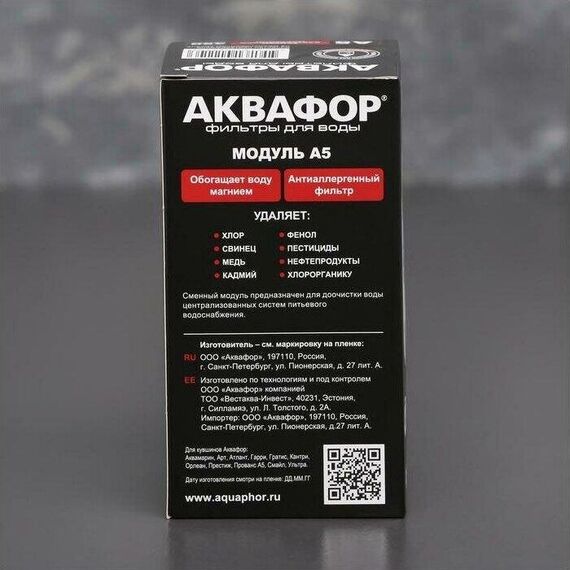 А5
АКВАФОР®
ФИЛЬТРЫ ДЛЯ ВОДЫ
МОДУЛЬ А5
Обогащает воду магнием
Антиаллергенный фильтр
УДАЛЯЕТ:
• ХЛОР • ФЕНОЛ
• СВИНЕЦ • ПЕСТИЦИДЫ
• МЕДЬ • НЕФТЕПРОДУКТЫ
• КАДМИЙ • ХЛОРОРГАНИКУ
Сменный модуль предназначен для доочистки воды
централизованных систем питьевого
водоснабжения.
Изготовитель – см. маркировку на пленке:
RU ООО «Аквафор», 197110, Россия,
г. Санкт-Петербург, ул. Пионерская, д.27 лит. А.
EE Изготовлено по технологиям и под контролем
ООО «Аквафор» компанией
ТОО «Вестаква-Инвест», 40231, Эстония,
г. Силламяэ, ул. Л. Толстого, д. 2А.
Импортер: ООО «Аквафор», 197110, Россия,
Санкт-Петербург, ул. Пионерская, д.27 лит. А.
Для кувшинов Аквафор:
Аквамарин, Арт, Атлант, Гарри, Гратис, Кантри,
Орлеан, Престиж, Прованс А5, Смайл, Ультра.
Дату изготовления смотри на пленке: ДД.ММ.ГГ
www.aquaphor.ru